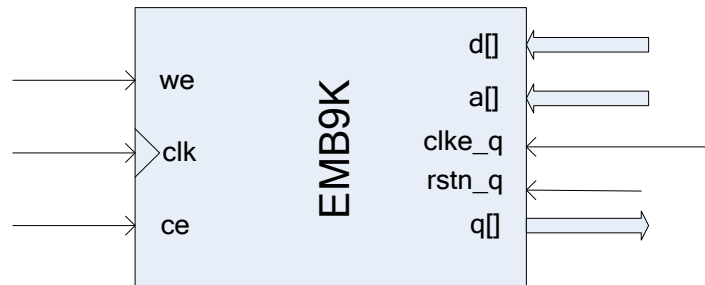 we
clk
ce
EMB9K
d[]
a[]
clke_q
rstn_q
q[]